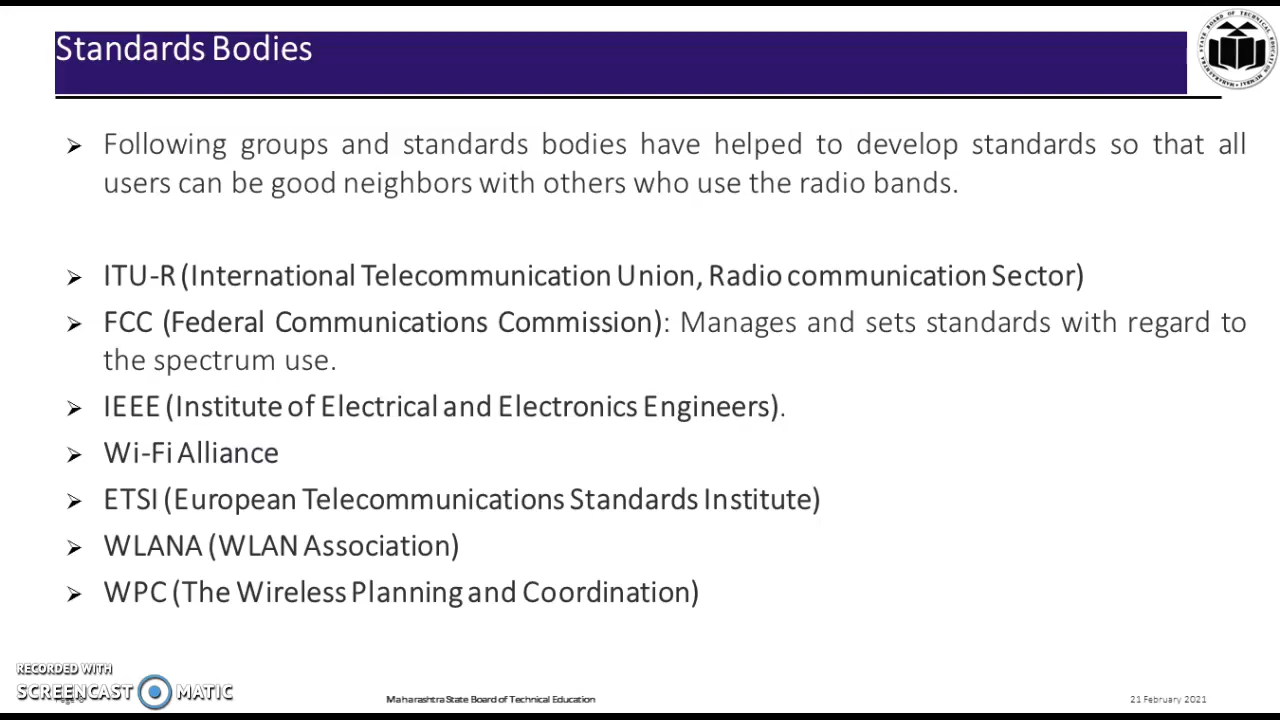 Standards Bodies
Following groups and standards bodies have helped to develop standards so that all
users can be good neighbors with others who use the radio bands.
ITU-R (International Telecommunication Union, Radio communication Sector)
FCC (Federal Communications Commission): Manages and sets standards with regard to
the spectrum use.
IEEE (Institute of Electrical and Electronics Engineers).
Wi-Fi Alliance
ETSI (European Telecommunications Standards Institute)
WLANA (WLAN Association)
WPC (The Wireless Planning and Coordination)
RECORDED WITH
SCREENCAST MATIC
Maharashtra State Board of Technical Education
21 February 2021